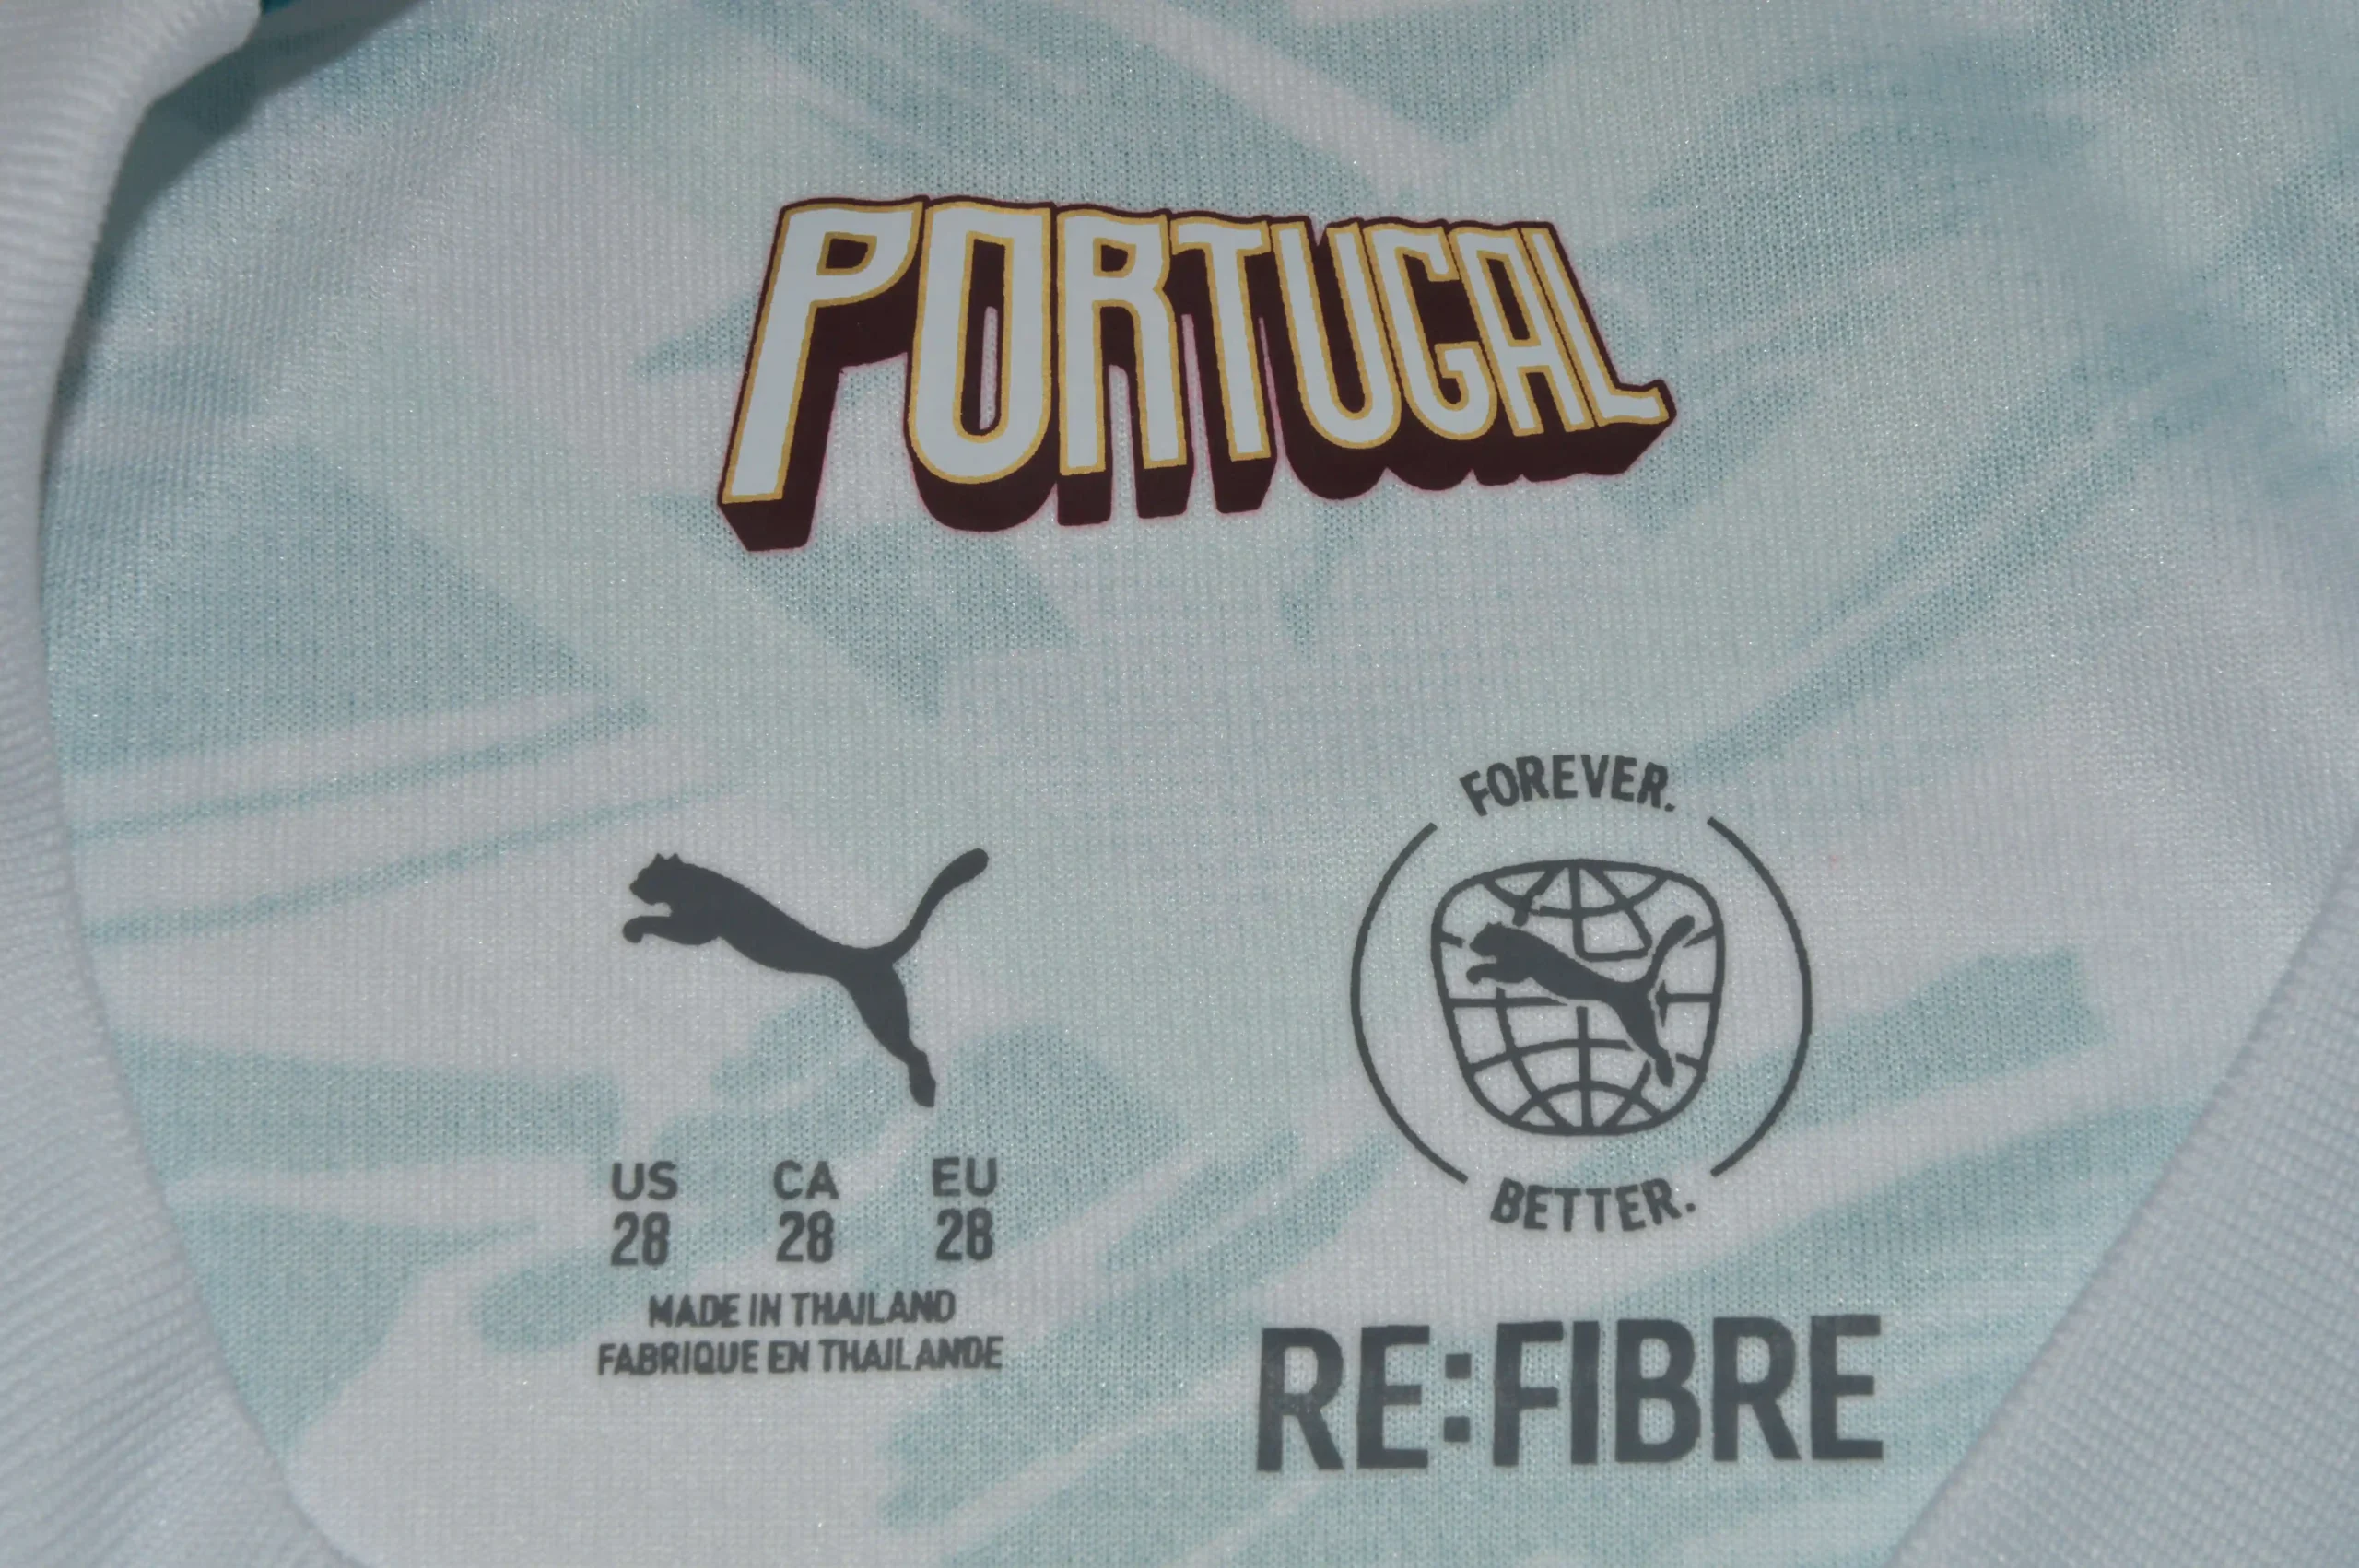 PORTUGAL
US CA EU
28 28 28
MADE IN THAILAND
FABRIQUE EN THAILANDE
FOREVER.
BETTER.
RE:FIBRE